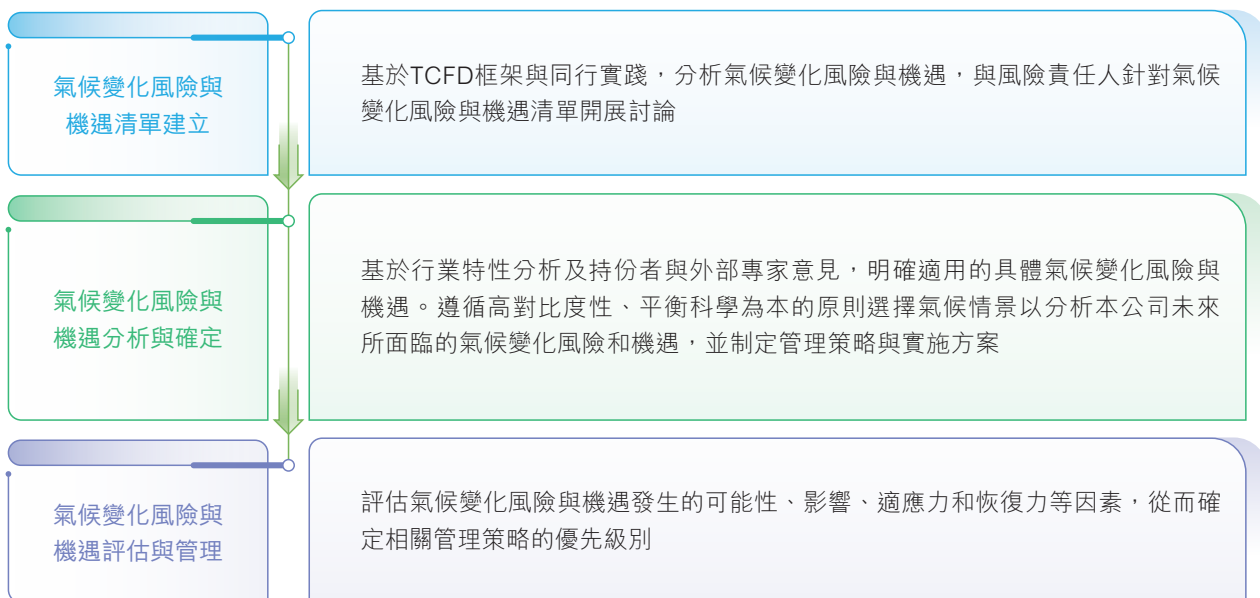 氣候變化風險與
機遇清單建立
基於TCFD框架與同行實踐，分析氣候變化風險與機遇，與風險責任人針對氣候
變化風險與機遇清單開展討論
氣候變化風險與
機遇分析與確定
基於行業特性分析及持份者與外部專家意見，明確適用的具體氣候變化風險與
機遇。遵循高對比度性、平衡科學為本的原則選擇氣候情景以分析本公司未來
所面臨的氣候變化風險和機遇，並制定管理策略與實施方案
氣候變化風險與
機遇評估與管理
評估氣候變化風險與機遇發生的可能性、影響、適應力和恢復力等因素，從而確
定相關管理策略的優先級別